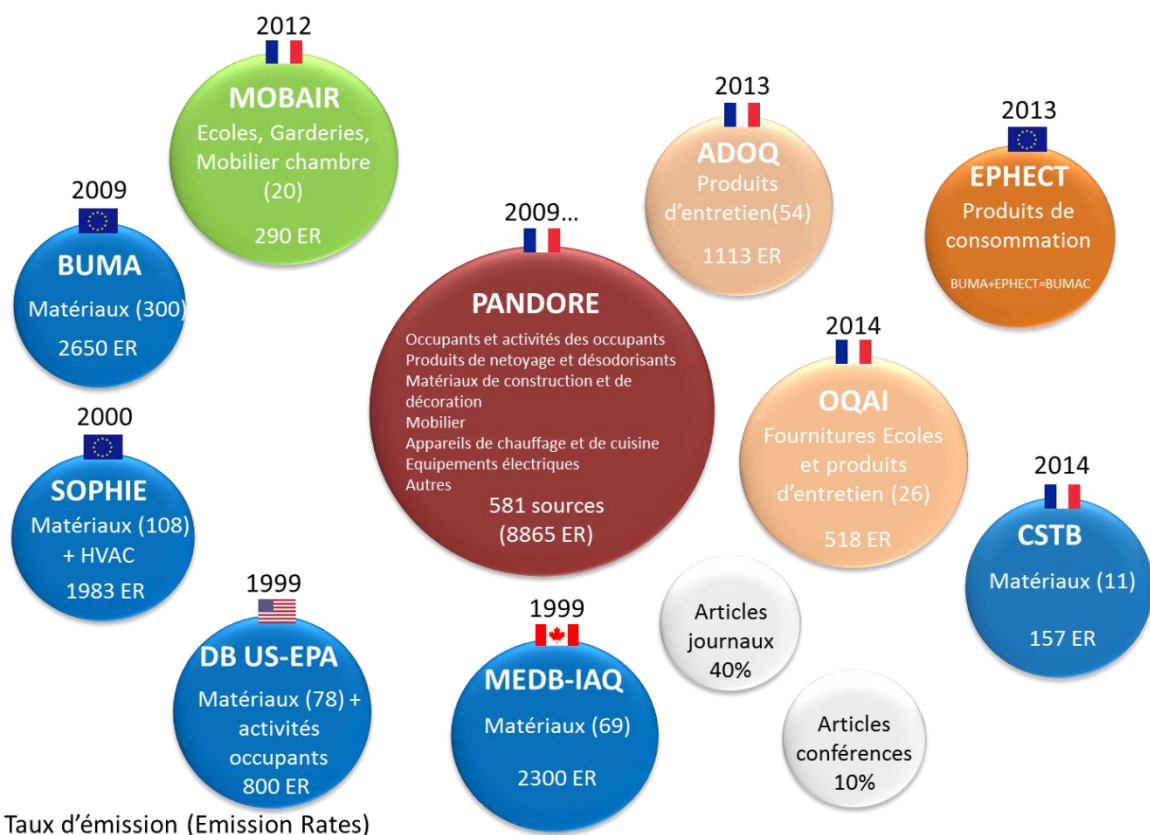 2012
MOBAIR
Ecoles, Garderies,
Mobilier chambre
(20)
290 ER
2013
ADOQ
Produits
d'entretien(54)
1113 ER
2013
EPHECT
Produits de
consommation
BUMA+EPHECT=BUMAC
2009
BUMA
Matériaux (300)
2650 ER
2009...
PANDORE
Occupants et activités des occupants
Produits de netoyage et désodorisants
Matériaux de construction et de
décoration
Mobilier
Appareils de chauffage et de cuisine
Equipements électriques
Autres
581 sources
(8865 ER)
2014
OQAI
Fournitures Ecoles
et produits
d'entretien (26)
518 ER
2000
SOPHIE
Matériaux (108)
+ HVAC
1983 ER
2014
CSTB
Matériaux (11)
157 ER
1999
DB US-EPA
Matériaux (78) +
activités
occupants
800 ER
1999
MEDB-IAQ
Matériaux (69)
2300 ER
Articles
journaux
40%
Articles
conférences
10%
Taux d'émission (Emission Rates)